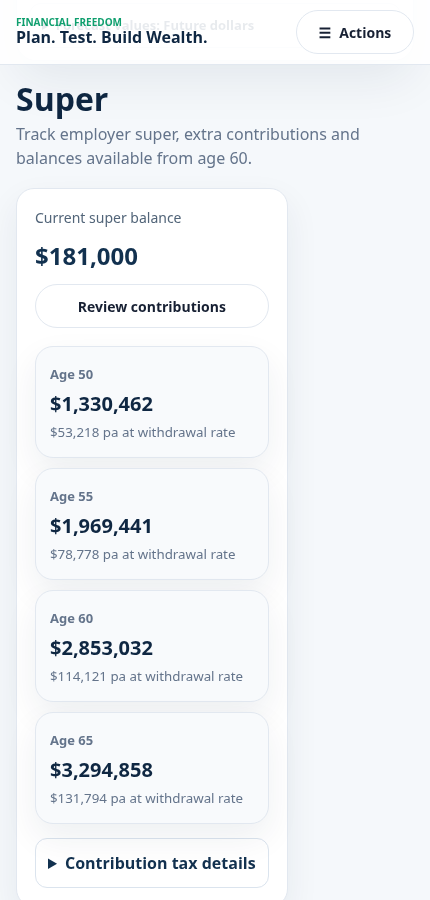 FINANCIAL FREEDOM
Plan. Test. Build Wealth.
alues: Future dollars
☰ Actions
Super
Track employer super, extra contributions and
balances available from age 60.
Current super balance
$181,000
Review contributions
Age 50
$1,330,462
$53,218 pa at withdrawal rate
Age 55
$1,969,441
$78,778 pa at withdrawal rate
Age 60
$2,853,032
$114,121 pa at withdrawal rate
Age 65
$3,294,858
$131,794 pa at withdrawal rate
▶ Contribution tax details